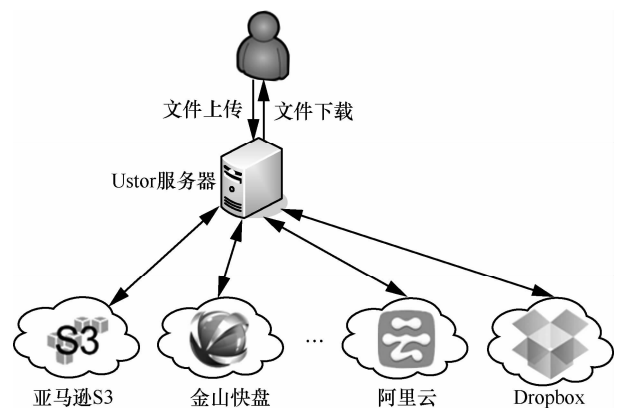 文件上传
文件下载
Ustor服务器
S3
云
...
亚马逊S3
金山快盘
阿里云
Dropbox